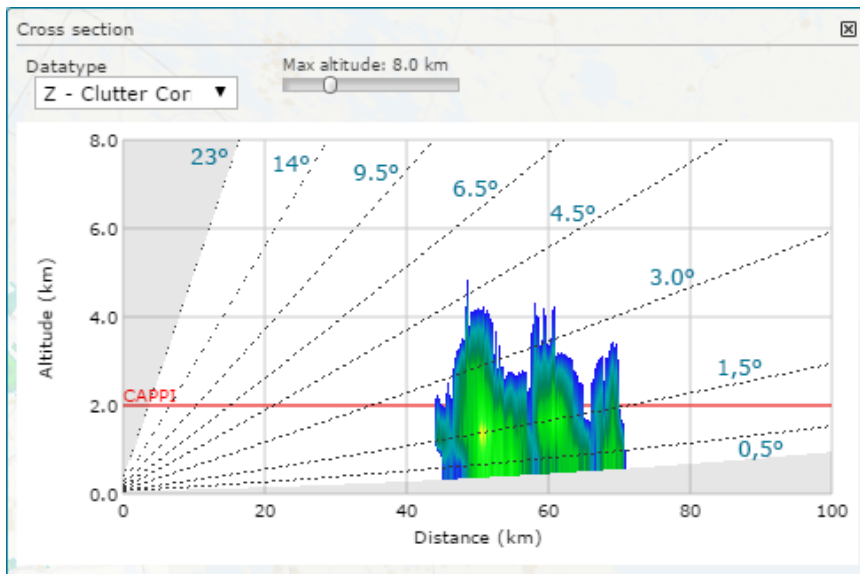 Cross section
Datatype
Max altitude: 8.0 km
Z - Clutter Cor
8.0
23º
14º
9.5º
6.5º
4.5º
6.0
3.0º
4.0
1,5º
CAPPI
2.0
0,5º
0.0
Altitude (km)
0
20
40
60
80
100
Distance (km)